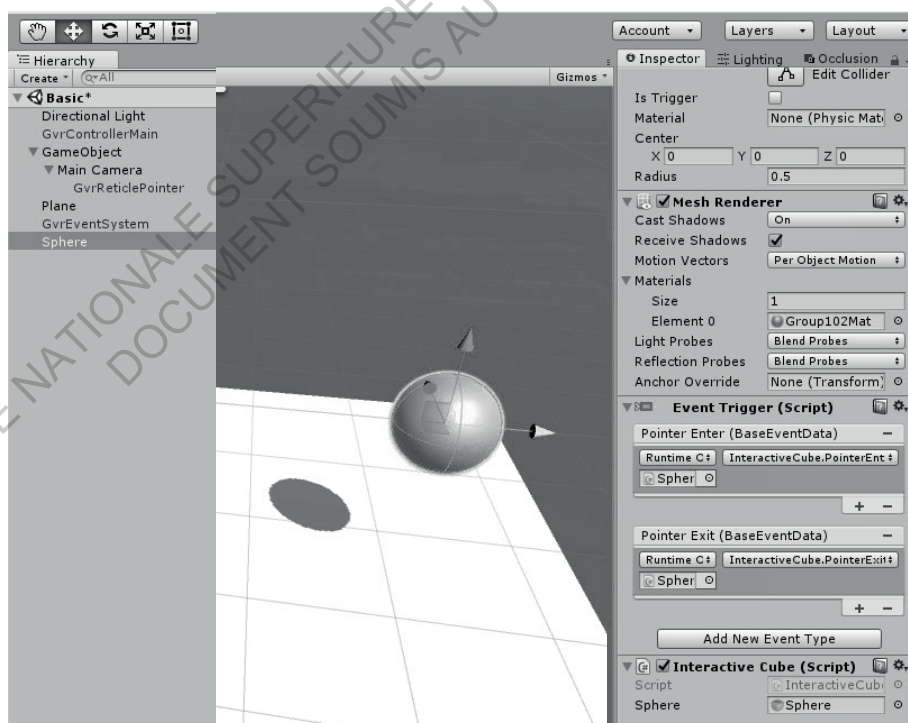 Account
Layers
Layout
Hierarchy
Create
All
Gizmos
Basic*
Directional Light
GvrControllerMain
GameObject
Main Camera
GvrReticlePointer
Plane
GvrEventSystem
Sphere
Inspector
Lighting
Occlusion
Edit Collider
Is Trigger
Material None (Physic Mat
Center
X 0 Y 0 Z 0
Radius 0.5
Mesh Renderer
Cast Shadows On
Receive Shadows
Motion Vectors Per Object Motion
Materials
Size 1
Element 0 Group102Mat
Light Probes Blend Probes
Reflection Probes Blend Probes
Anchor Override None (Transform)
Event Trigger (Script)
Pointer Enter (BaseEventData)
Runtime C InteractiveCube.PointerEnt
Spher
+ −
Pointer Exit (BaseEventData)
Runtime C InteractiveCube.PointerExit
Spher
+ −
Add New Event Type
Interactive Cube (Script)
Script InteractiveCub
Sphere Sphere
E NATIONALE SUPERIEURE
DOCUMENT SOUMIS AU